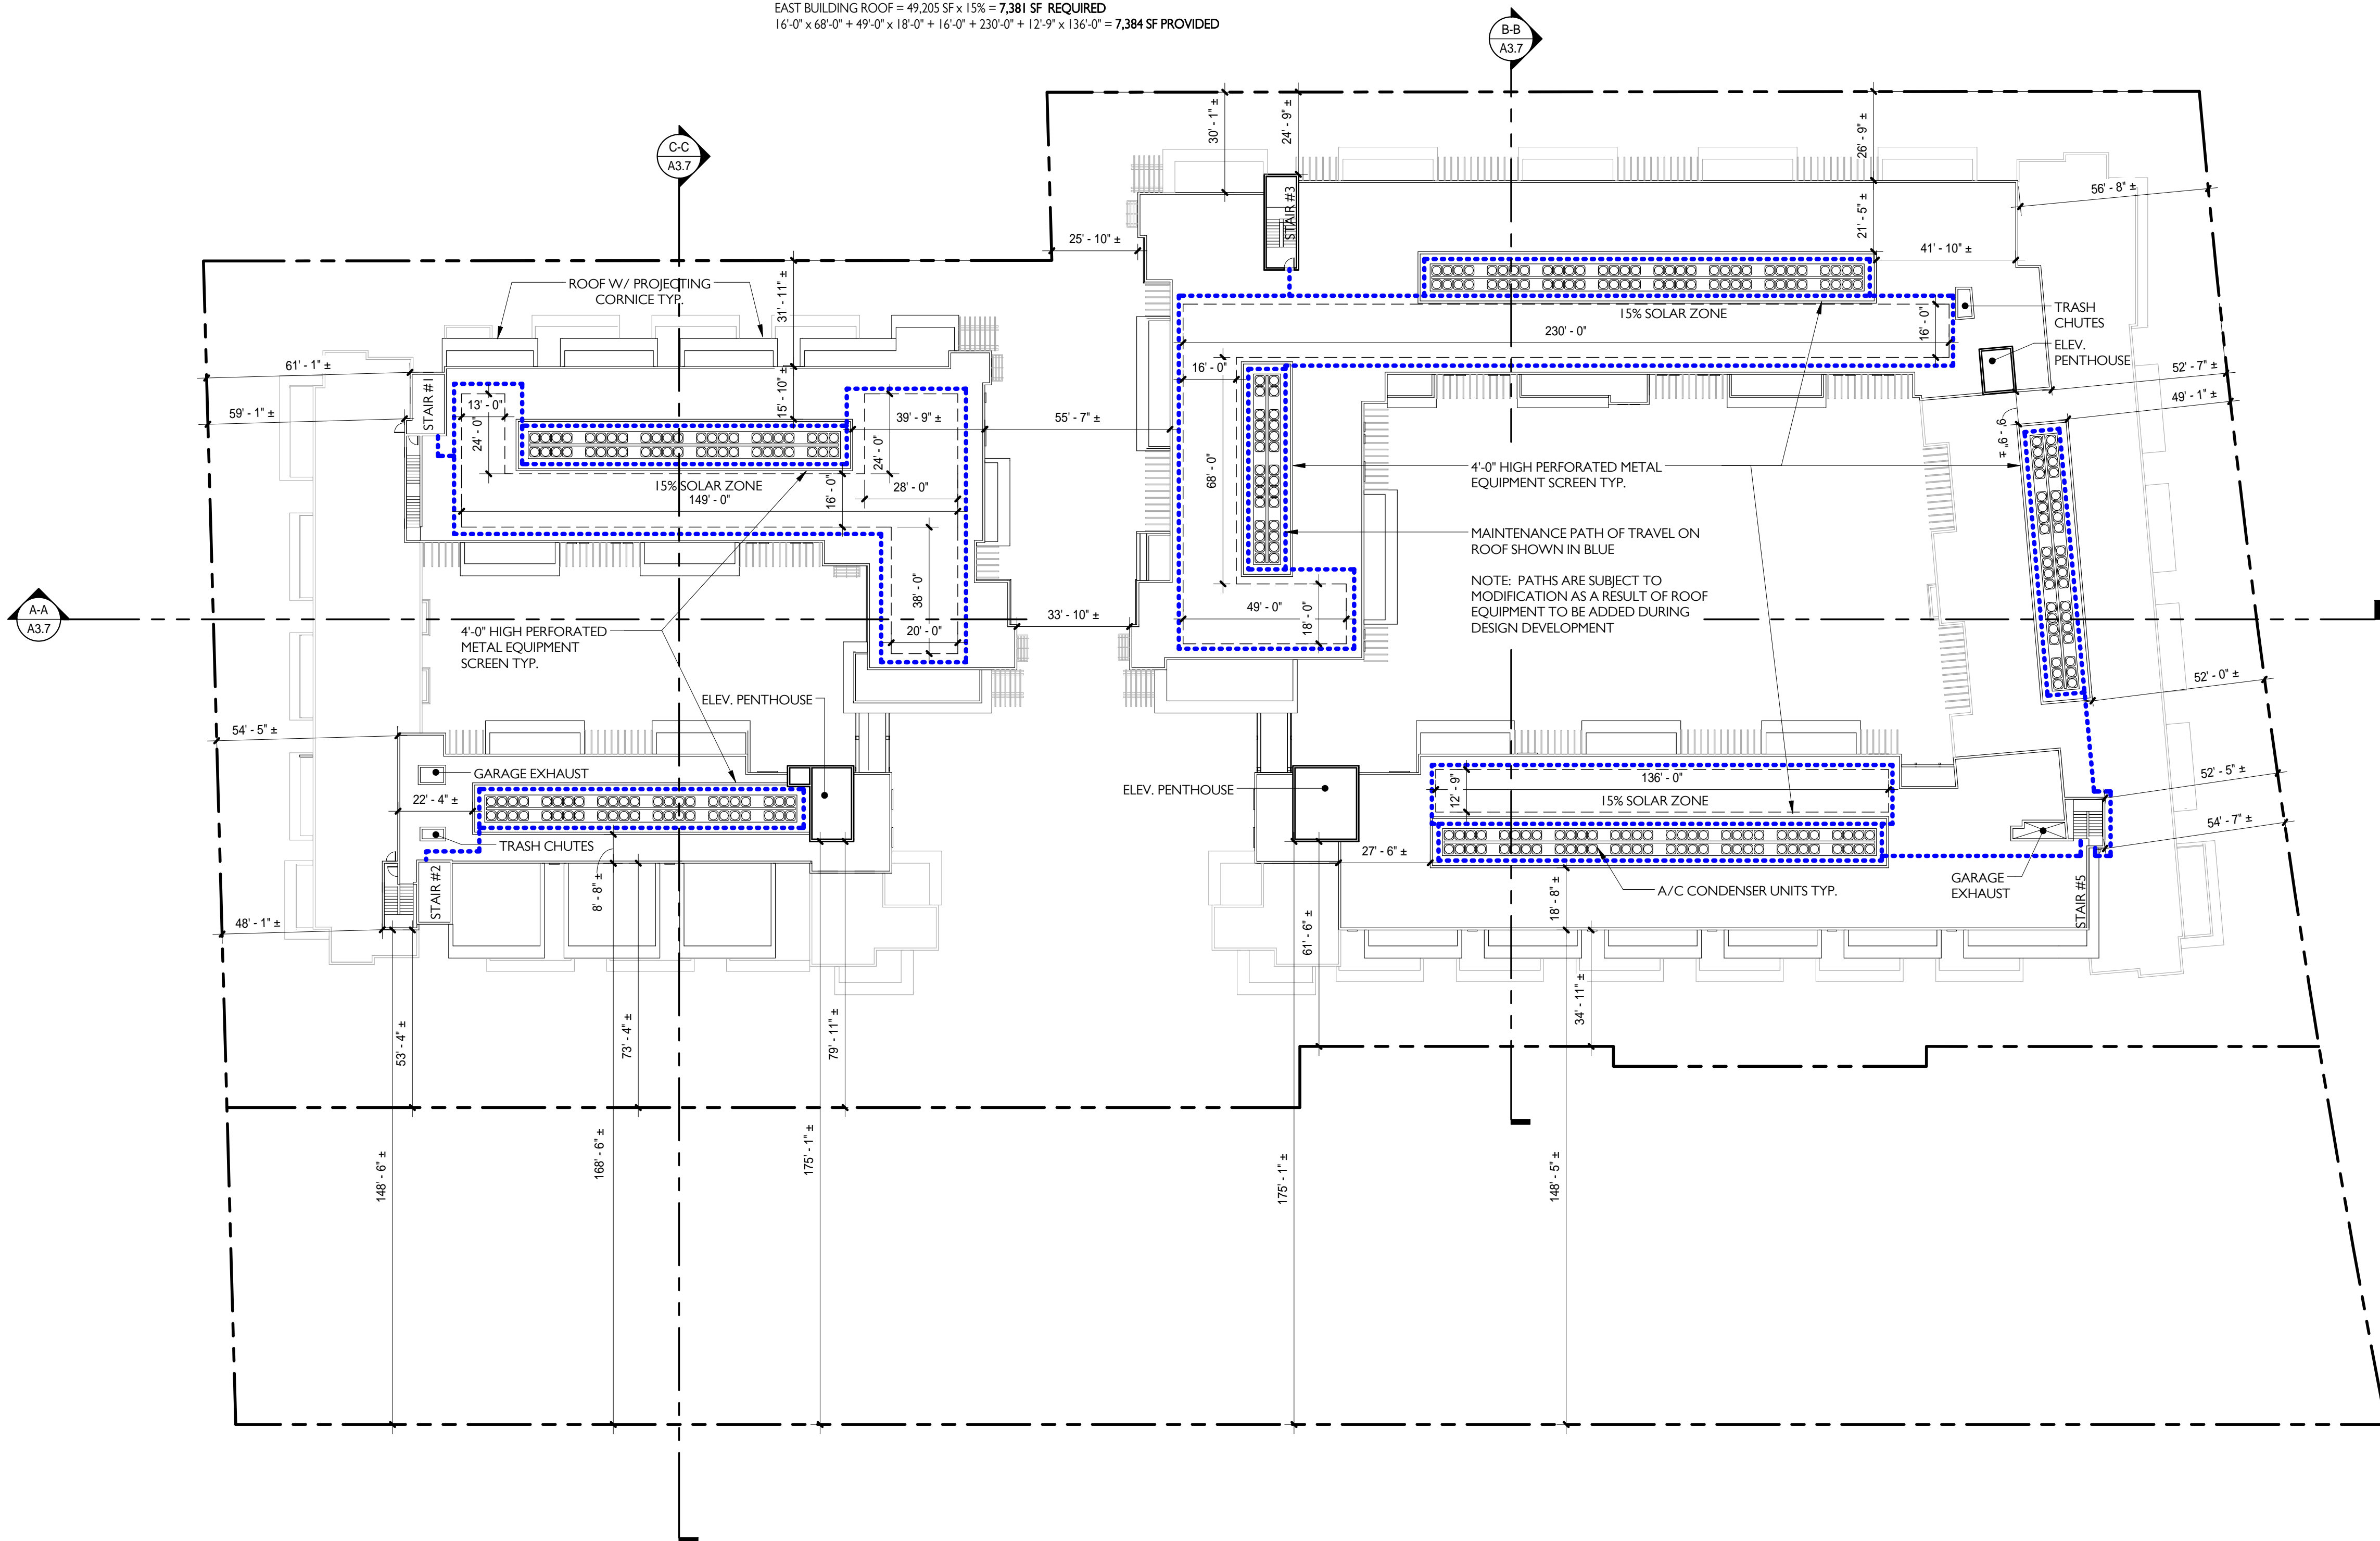 EAST BUILDING ROOF = 49,205 SF x 15% = 7,381 SF REQUIRED
16'-0" x 68'-0" + 49'-0" x 18'-0" + 16'-0" + 230'-0" + 12'-9" x 136'-0" = 7,384 SF PROVIDED
B-B
A3.7
C-C
A3.7
30' - 1" ±
24' - 9" ±
26' - 9" ±
STAIR #3
56' - 8" ±
21' - 5" ±
25' - 10" ±
41' - 10" ±
ROOF W/ PROJECTING
CORNICE TYP.
31' - 11" ±
TRASH
CHUTES
15% SOLAR ZONE
230' - 0"
16' - 0"
ELEV.
PENTHOUSE
61' - 1" ±
16' - 0"
52' - 7" ±
STAIR #1
15' - 10" ±
49' - 1" ±
59' - 1" ±
13' - 0"
24' - 0"
39' - 9" ±
55' - 7" ±
9' - 9" ±
24' - 0"
68' - 0"
4'-0" HIGH PERFORATED METAL
EQUIPMENT SCREEN TYP.
15% SOLAR ZONE
149' - 0"
16' - 0"
28' - 0"
MAINTENANCE PATH OF TRAVEL ON
ROOF SHOWN IN BLUE
NOTE: PATHS ARE SUBJECT TO
MODIFICATION AS A RESULT OF ROOF
EQUIPMENT TO BE ADDED DURING
DESIGN DEVELOPMENT
38' - 0"
49' - 0"
18' - 0"
A-A
A3.7
33' - 10" ±
20' - 0"
4'-0" HIGH PERFORATED
METAL EQUIPMENT
SCREEN TYP.
52' - 0" ±
ELEV. PENTHOUSE
54' - 5" ±
GARAGE EXHAUST
136' - 0"
12' - 9"
52' - 5" ±
22' - 4" ±
ELEV. PENTHOUSE
15% SOLAR ZONE
54' - 7" ±
TRASH CHUTES
27' - 6" ±
STAIR #2
8' - 8" ±
A/C CONDENSER UNITS TYP.
GARAGE
EXHAUST
STAIR #5
18' - 8" ±
48' - 1" ±
61' - 6" ±
34' - 11" ±
53' - 4" ±
73' - 4" ±
79' - 11" ±
148' - 6" ±
168' - 6" ±
175' - 1" ±
175' - 1" ±
148' - 5" ±